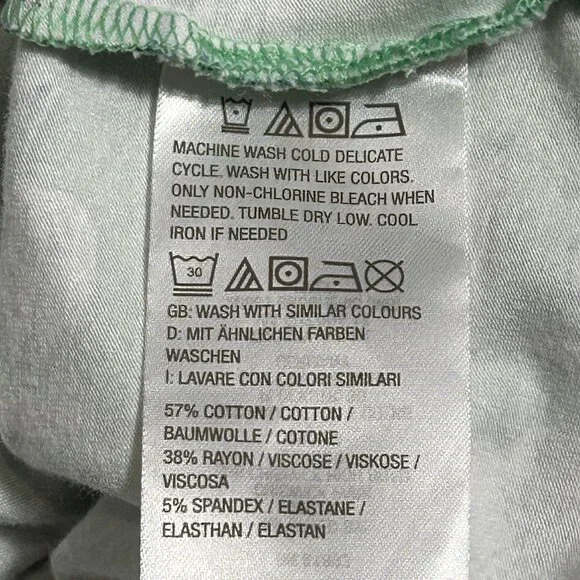 MACHINE WASH COLD DELICATE
CYCLE. WASH WITH LIKE COLORS.
ONLY NON-CHLORINE BLEACH WHEN
NEEDED. TUMBLE DRY LOW. COOL
IRON IF NEEDED
30
GB: WASH WITH SIMILAR COLOURS
D: MIT ÄHNLICHEN FARBEN
WASCHEN
I: LAVARE CON COLORI SIMILARI
57% COTTON / COTTON /
BAUMWOLLE / COTONE
38% RAYON / VISCOSE / VISKOSE /
VISCOSA
5% SPANDEX / ELASTANE /
ELASTHAN / ELASTAN